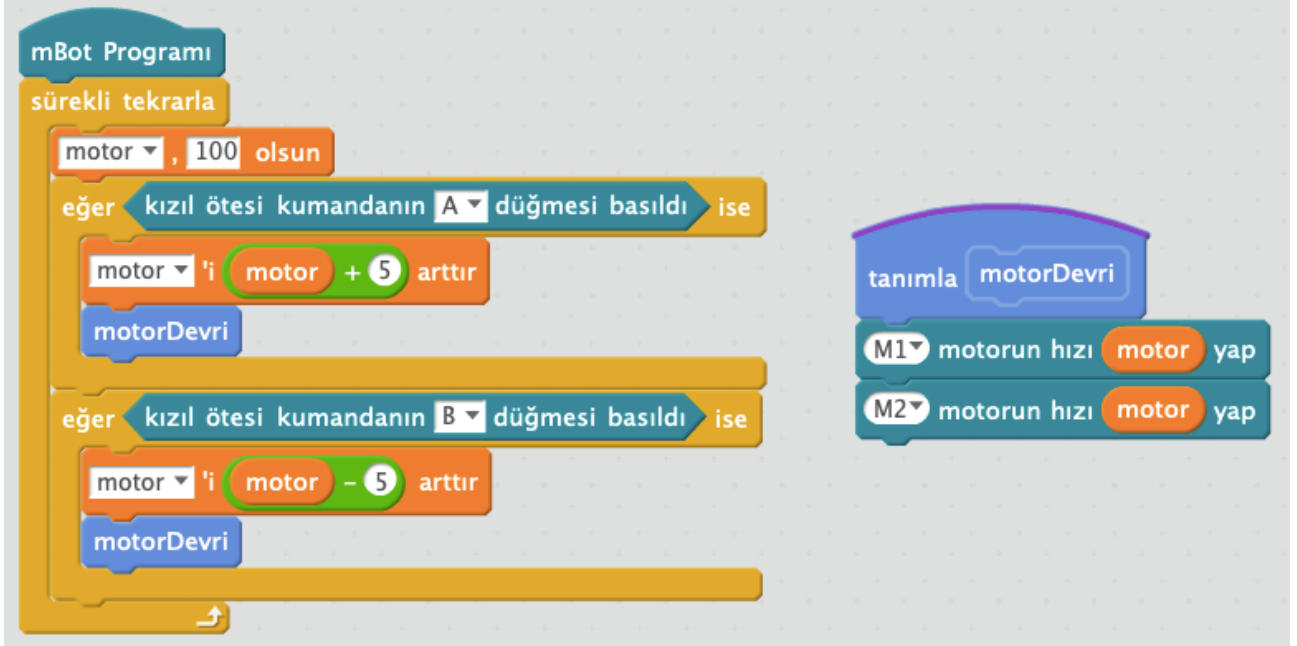 mBot Programı
sürekli tekrarla
motor , 100 olsun
eğer kızıl ötesi kumandanın A düğmesi basıldı ise
motor 'i motor + 5 arttır
motorDevri
eğer kızıl ötesi kumandanın B düğmesi basıldı ise
motor 'i motor - 5 arttır
motorDevri
tanımla motorDevri
M1 motorun hızı motor yap
M2 motorun hızı motor yap